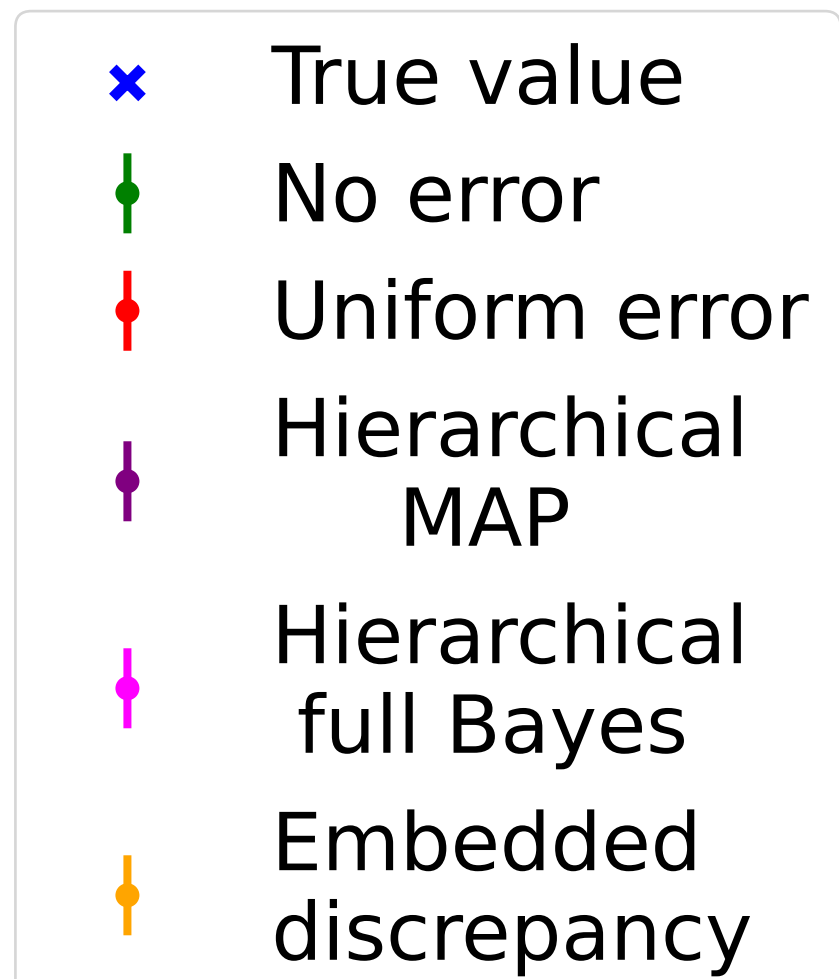 True value
No error
Uniform error
Hierarchical
MAP
Hierarchical
full Bayes
Embedded
discrepancy